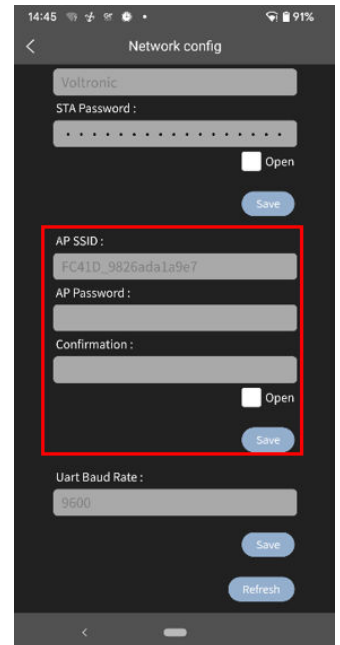 14:45
91%
Network config
Voltronic
STA Password :
Open
Save
AP SSID :
FC41D_9826ada1a9e7
AP Password :
Confirmation :
Open
Save
Uart Baud Rate :
9600
Save
Refresh